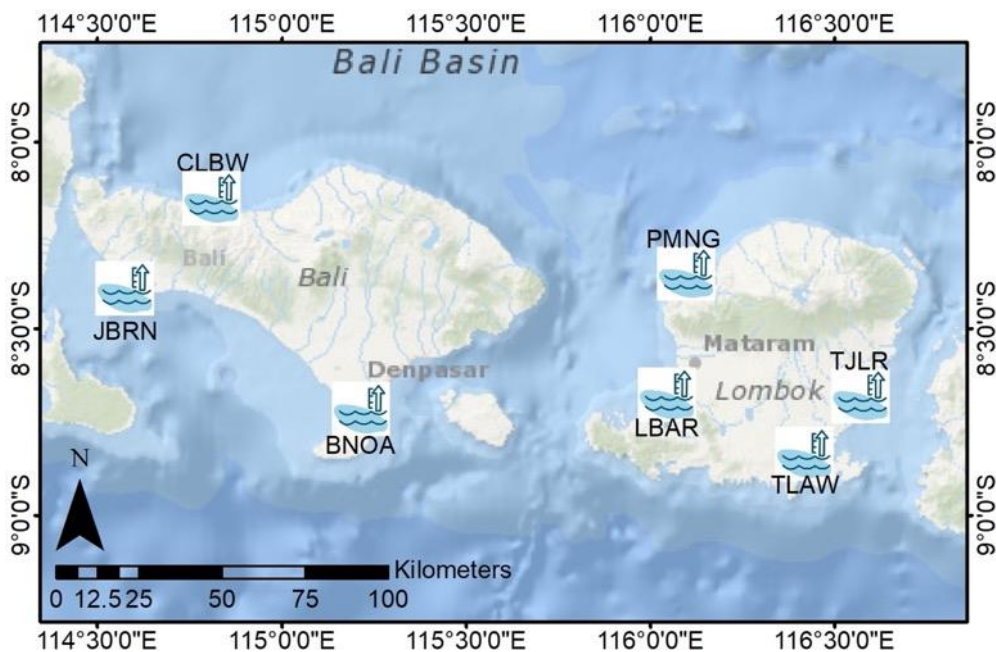 114°30'0"E 115°0'0"E 115°30'0"E 116°0'0"E 116°30'0"E
Bali Basin
8°0'0"S 8°0'0"S
CLBW
PMNG
Bali
Bali
JBRN
8°30'0"S 8°30'0"S
Mataram
Denpasar
TJLR
Lombok
LBAR
BNOA
TLAW
N
9°0'0"S 9°0'0"S
Kilometers
0 12.5 25 50 75 100
114°30'0"E 115°0'0"E 115°30'0"E 116°0'0"E 116°30'0"E